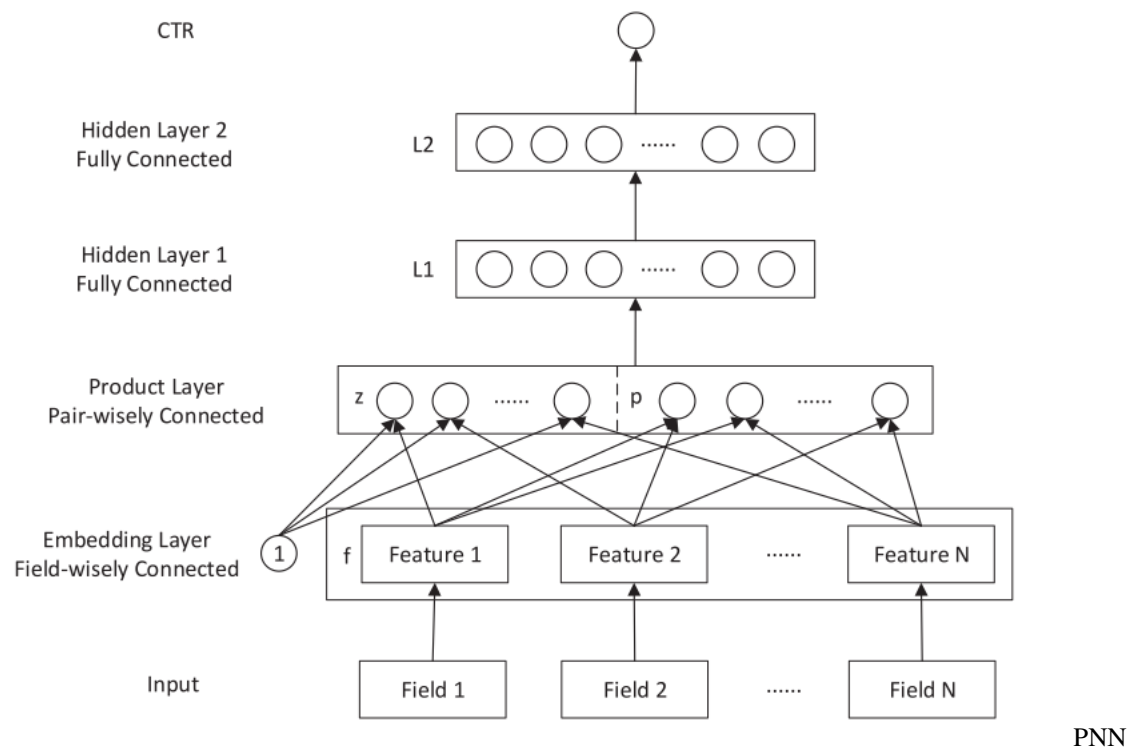 CTR
Hidden Layer 2
Fully Connected
L2
......
Hidden Layer 1
Fully Connected
L1
......
Product Layer
Pair-wisely Connected
z
......
p
......
Embedding Layer
Field-wisely Connected
1
f
Feature 1
Feature 2
......
Feature N
Input
Field 1
Field 2
......
Field N
PNN